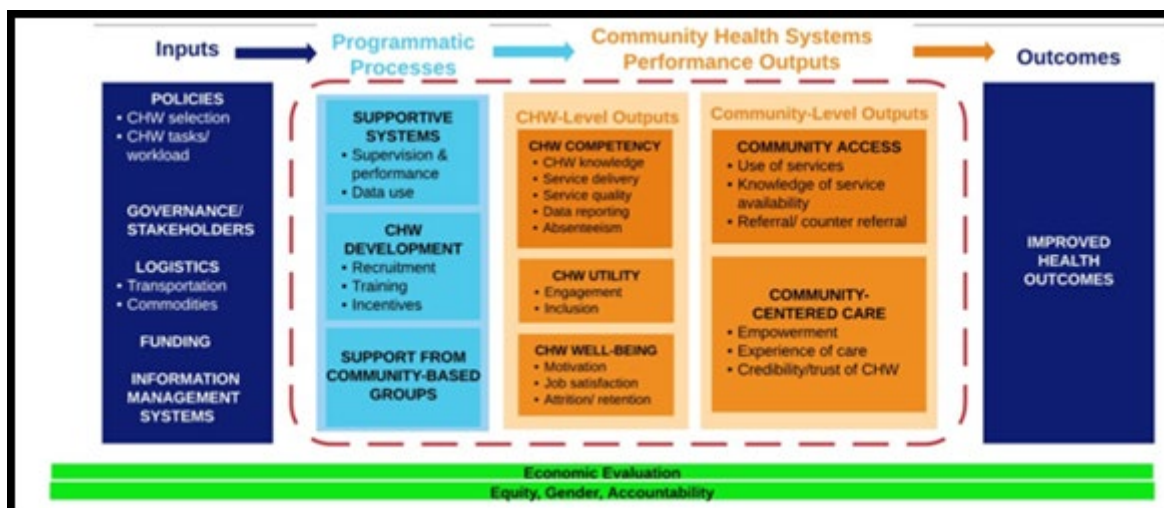 Inputs
Programmatic
Processes
Community Health Systems
Performance Outputs
Outcomes
POLICIES
• CHW selection
• CHW tasks/
workload
GOVERNANCE/
STAKEHOLDERS
LOGISTICS
• Transportation
• Commodities
FUNDING
INFORMATION
MANAGEMENT
SYSTEMS
SUPPORTIVE
SYSTEMS
• Supervision &
performance
• Data use
CHW
DEVELOPMENT
• Recruitment
• Training
• Incentives
SUPPORT FROM
COMMUNITY-BASED
GROUPS
CHW-Level Outputs
CHW COMPETENCY
• CHW knowledge
• Service delivery
• Service quality
• Data reporting
• Absenteeism
CHW UTILITY
• Engagement
• Inclusion
CHW WELL-BEING
• Motivation
• Job satisfaction
• Attrition/ retention
Community-Level Outputs
COMMUNITY ACCESS
• Use of services
• Knowledge of service
availability
• Referral/ counter referral
COMMUNITY-
CENTERED CARE
• Empowerment
• Experience of care
• Credibility/trust of CHW
IMPROVED
HEALTH
OUTCOMES
Economic Evaluation
Equity, Gender, Accountability